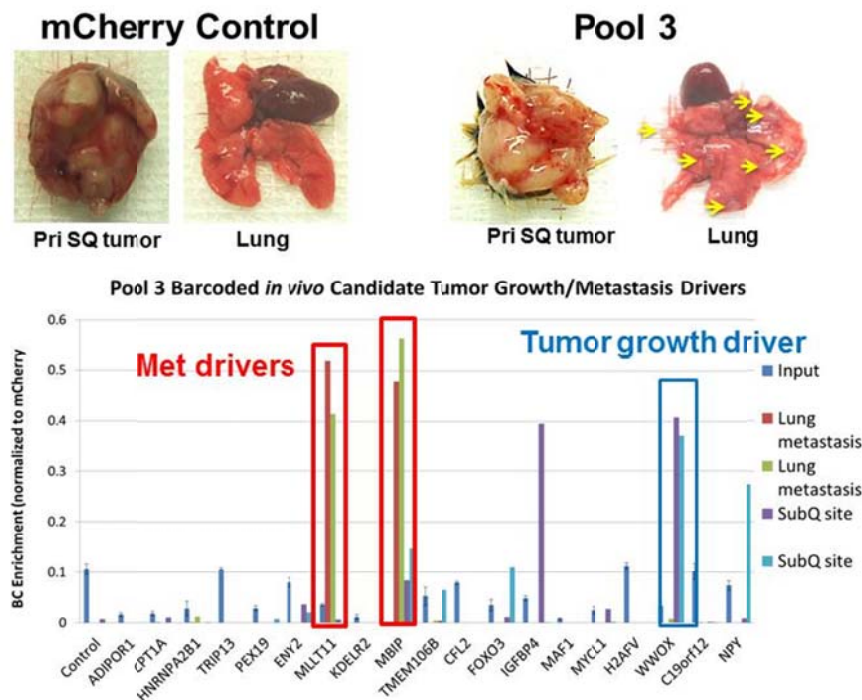 mCherry Control
Pool 3
Pri SQ tumor
Lung
Pri SQ tumor
Lung
Pool 3 Barcoded in vivo Candidate Tumor Growth/Metastasis Drivers
BC Enrichment (normalized to mCherry
0.6
0.5
0.4
0.3
0.2
0.1
0
Met drivers
Tumor growth driver
Input
Lung
metastasis
Lung
metastasis
SubQ site
SubQ site
Control
ADIPOR1
CPT1A
HNRNPA2B1
TRIP13
PEX19
ENY2
MLLT11
KDELR2
MBIP
TMEM106B
CFL2
FOXO3
IGFBP4
MAF1
MYCL1
H2AFV
WWOX
C19orf12
NPY